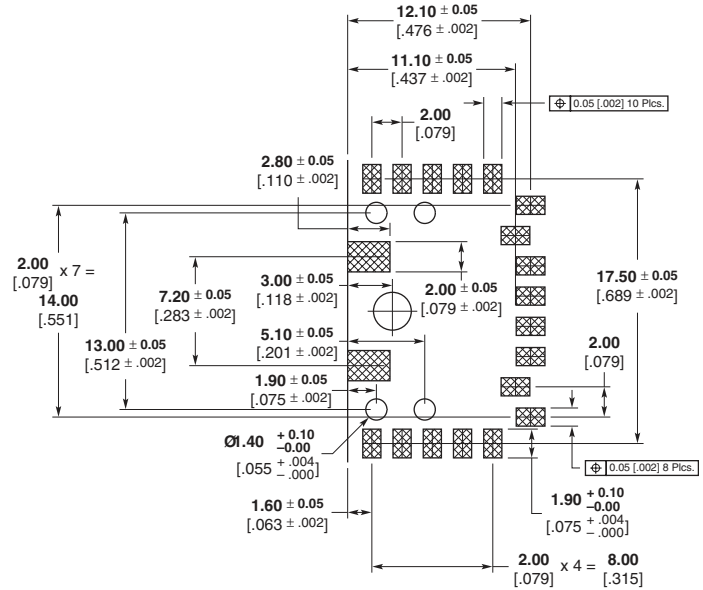 12.10 ± 0.05
[.476 ± .002]
11.10 ± 0.05
[.437 ± .002]
0.05 [.002] 10 Plcs.
2.00
[.079]
2.80 ± 0.05
[.110 ± .002]
2.00
[.079] x 7 =
14.00
[.551]
7.20 ± 0.05
[.283 ± .002]
3.00 ± 0.05
[.118 ± .002]
2.00 ± 0.05
[.079 ± .002]
17.50 ± 0.05
[.689 ± .002]
13.00 ± 0.05
[.512 ± .002]
5.10 ± 0.05
[.201 ± .002]
2.00
[.079]
1.90 ± 0.05
[.075 ± .002]
Ø1.40 + 0.10
–0.00
[.055 + .004
– .000]
0.05 [.002] 8 Plcs.
1.60 ± 0.05
[.063 ± .002]
1.90 + 0.10
–0.00
[.075 + .004
– .000]
2.00 x 4 = 8.00
[.079] [.315]